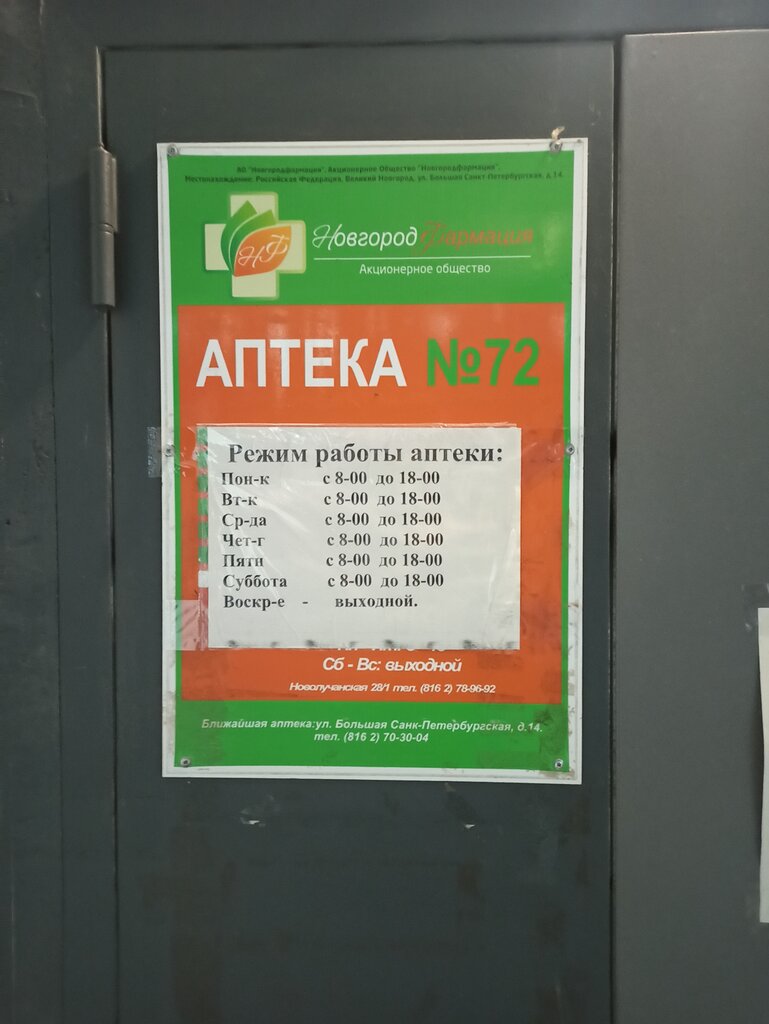 АО "Новгородфармация", Акционерное Общество "Новгородфармация".
Местонахождение: Российская Федерация, Великий Новгород, ул. Большая Санкт-Петербургская, д.14.
НФ
НовгородФармация
Акционерное общество
АПТЕКА №72
Режим работы аптеки:
Пон-к с 8-00 до 18-00
Вт-к с 8-00 до 18-00
Ср-да с 8-00 до 18-00
Чет-г с 8-00 до 18-00
Пятн с 8-00 до 18-00
Суббота с 8-00 до 18-00
Воскр-е - выходной.
Сб - Вс: выходной
Новолучанская 28/1 тел. (816 2) 78-96-92
Ближайшая аптека:ул. Большая Санк-Петербургская, д.14.
тел. (816 2) 70-30-04